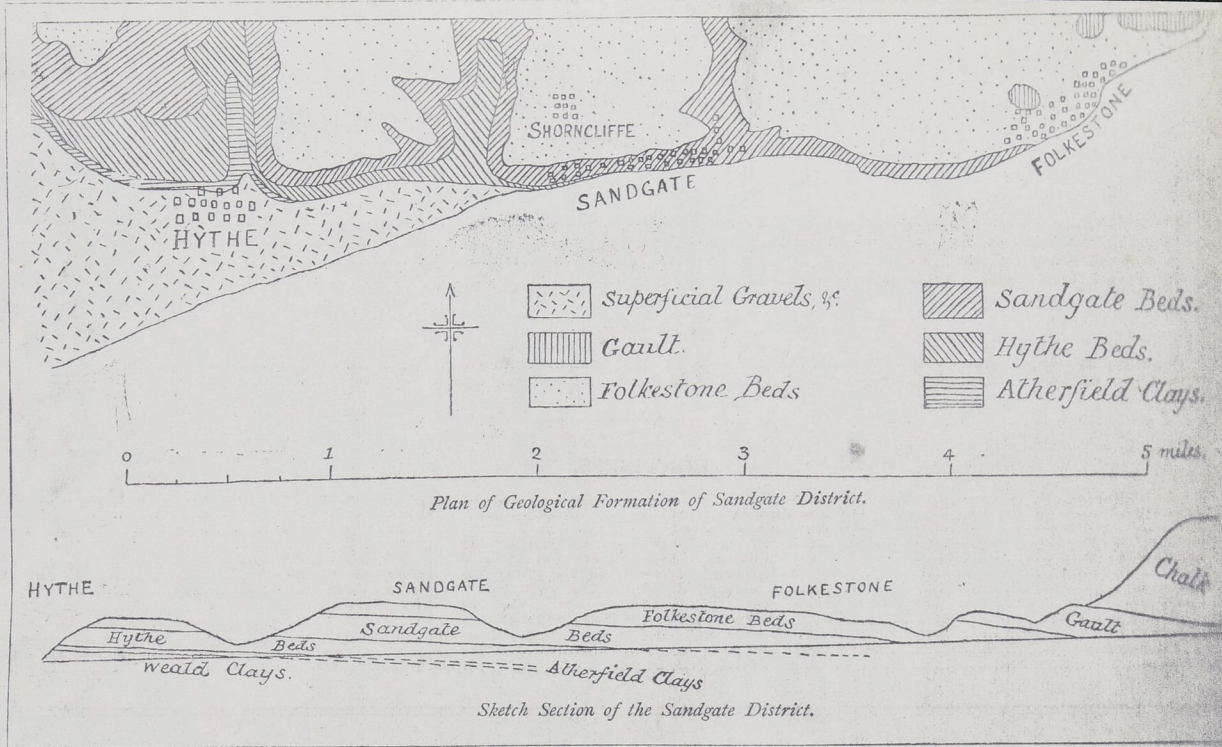 SHORNCLIFFE
FOLKESTONE
SANDGATE
HYTHE
Superficial Gravels, &c.
Gault.
Folkestone Beds
Sandgate Beds.
Hythe Beds.
Atherfield Clays.
0 1 2 3 4 5 miles.
Plan of Geological Formation of Sandgate District.
HYTHE SANDGATE FOLKESTONE
Chalk
Hythe Beds Sandgate Beds Folkestone Beds Gault
Weald Clays. Atherfield Clays
Sketch Section of the Sandgate District.